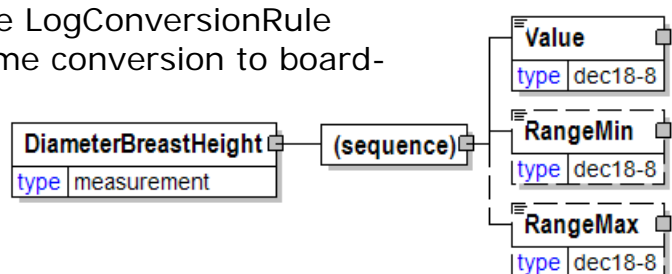 e LogConversionRule
me conversion to board-
Value
type dec18-8
DiameterBreastHeight
type measurement
(sequence)
RangeMin
type dec18-8
RangeMax
type dec18-8